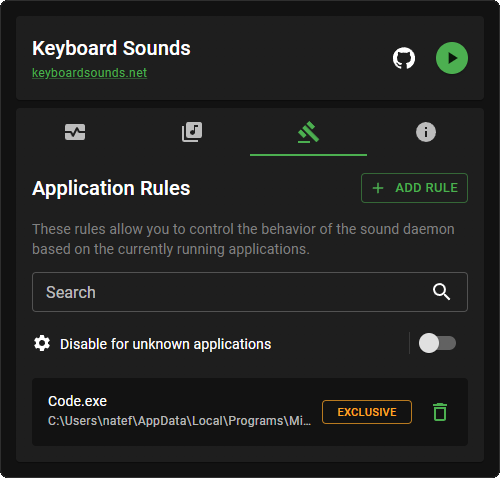 Keyboard Sounds
keyboardsounds.net
Application Rules
ADD RULE
These rules allow you to control the behavior of the sound daemon
based on the currently running applications.
Search
Disable for unknown applications
Code.exe
C:\Users\natef\AppData\Local\Programs\Mi...
EXCLUSIVE